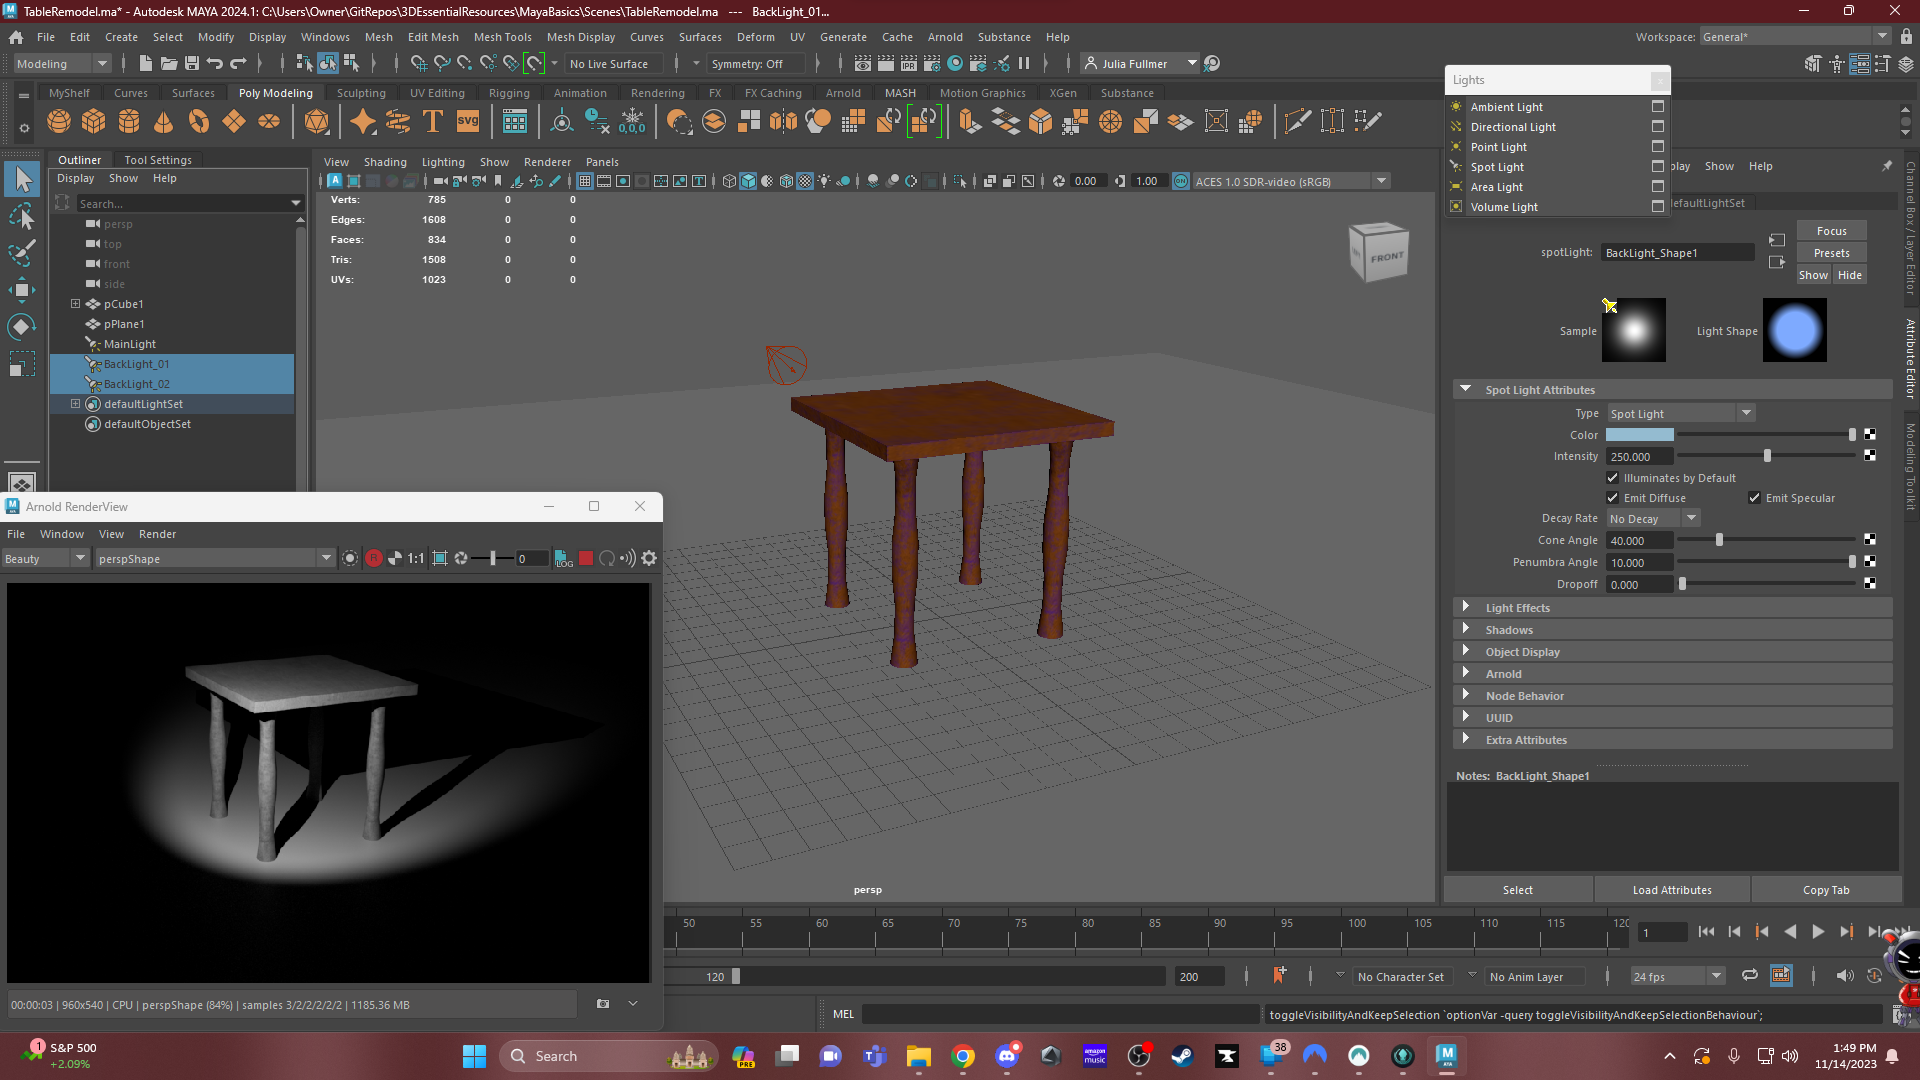 TableRemodel.ma* - Autodesk MAYA 2024.1: C:\Users\Owner\GitRepos\3DEssentialResources\MayaBasics\Scenes\TableRemodel.ma --- BackLight_01...
File Edit Create Select Modify Display Windows Mesh Edit Mesh Mesh Tools Mesh Display Curves Surfaces Deform UV Generate Cache Arnold Substance Help
Workspace: General*
Modeling
No Live Surface
Symmetry: Off
Julia Fullmer
MyShelf Curves Surfaces Poly Modeling Sculpting UV Editing Rigging Animation Rendering FX FX Caching Arnold MASH Motion Graphics XGen Substance
Lights
Ambient Light
Directional Light
Point Light
Spot Light
Area Light
Volume Light
Outliner Tool Settings
Display Show Help
Search...
persp
top
front
side
pCube1
pPlane1
MainLight
BackLight_01
BackLight_02
defaultLightSet
defaultObjectSet
View Shading Lighting Show Renderer Panels
0.00 1.00 ACES 1.0 SDR-video (sRGB)
Verts: 785 0 0
Edges: 1608 0 0
Faces: 834 0 0
Tris: 1508 0 0
UVs: 1023 0 0
FRONT
persp
Show Help
spotLight: BackLight_Shape1
Focus
Presets
Show Hide
Sample
Light Shape
Spot Light Attributes
Type Spot Light
Color
Intensity 250.000
Illuminates by Default
Emit Diffuse Emit Specular
Decay Rate No Decay
Cone Angle 40.000
Penumbra Angle 10.000
Dropoff 0.000
Light Effects
Shadows
Object Display
Arnold
Node Behavior
UUID
Extra Attributes
Notes: BackLight_Shape1
Select Load Attributes Copy Tab
Channel Box / Layer Editor
Attribute Editor
Modeling Toolkit
Arnold RenderView
File Window View Render
Beauty perspShape 1:1 0 LOG
00:00:03 | 960x540 | CPU | perspShape (84%) | samples 3/2/2/2/2/2 | 1185.36 MB
50 55 60 65 70 75 80 85 90 95 100 105 110 115 120
1
120 200 No Character Set No Anim Layer 24 fps
MEL
toggleVisibilityAndKeepSelection `optionVar -query toggleVisibilityAndKeepSelectionBehaviour`;
1
S&P 500
+2.09%
Search
PRE
amazon music
38
1:49 PM
11/14/2023